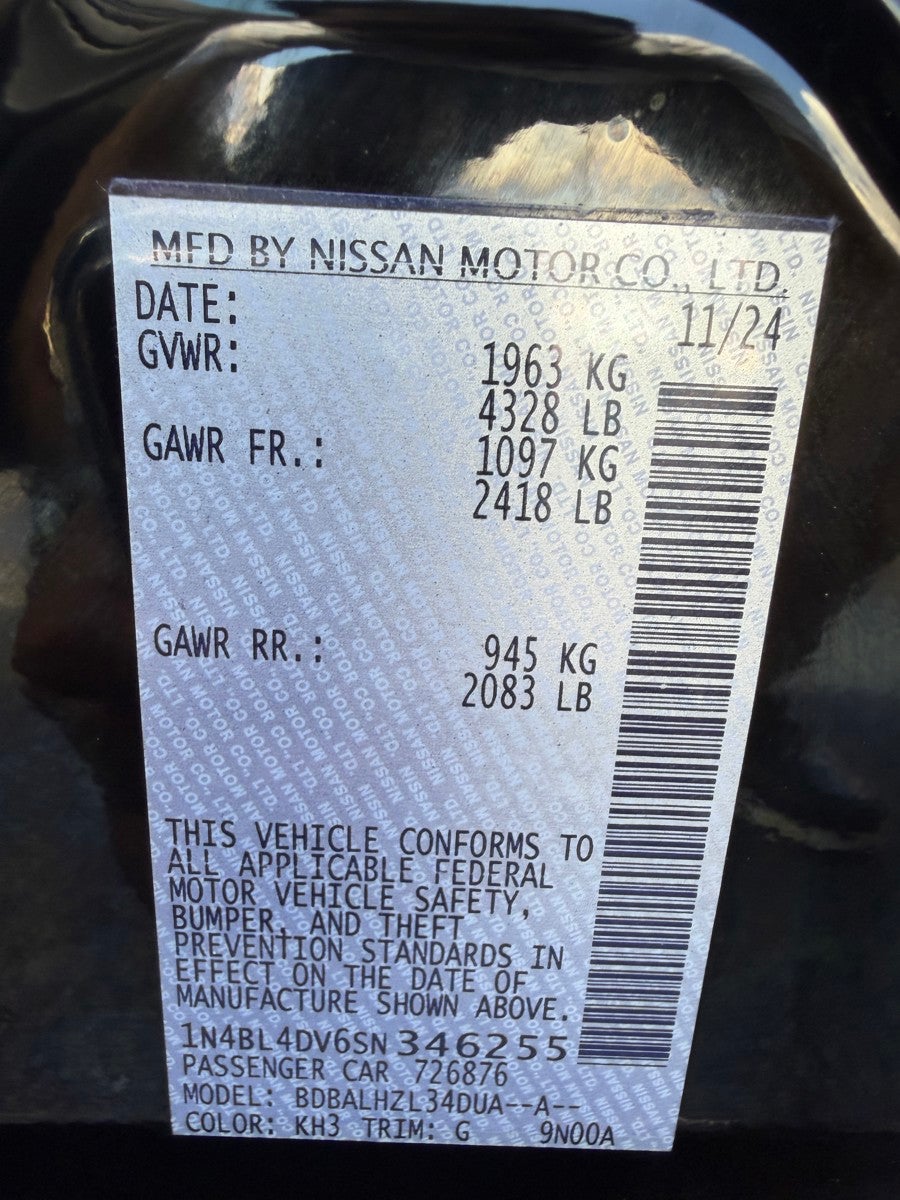 MFD BY NISSAN MOTOR CO., LTD.
DATE: 11/24
GVWR: 1963 KG
4328 LB
GAWR FR.: 1097 KG
2418 LB
GAWR RR.: 945 KG
2083 LB
THIS VEHICLE CONFORMS TO
ALL APPLICABLE FEDERAL
MOTOR VEHICLE SAFETY,
BUMPER, AND THEFT
PREVENTION STANDARDS IN
EFFECT ON THE DATE OF
MANUFACTURE SHOWN ABOVE.
1N4BL4DV6SN 346255
PASSENGER CAR 726876
MODEL: BDBALHZL34DUA--A--
COLOR: KH3 TRIM: G 9N00A